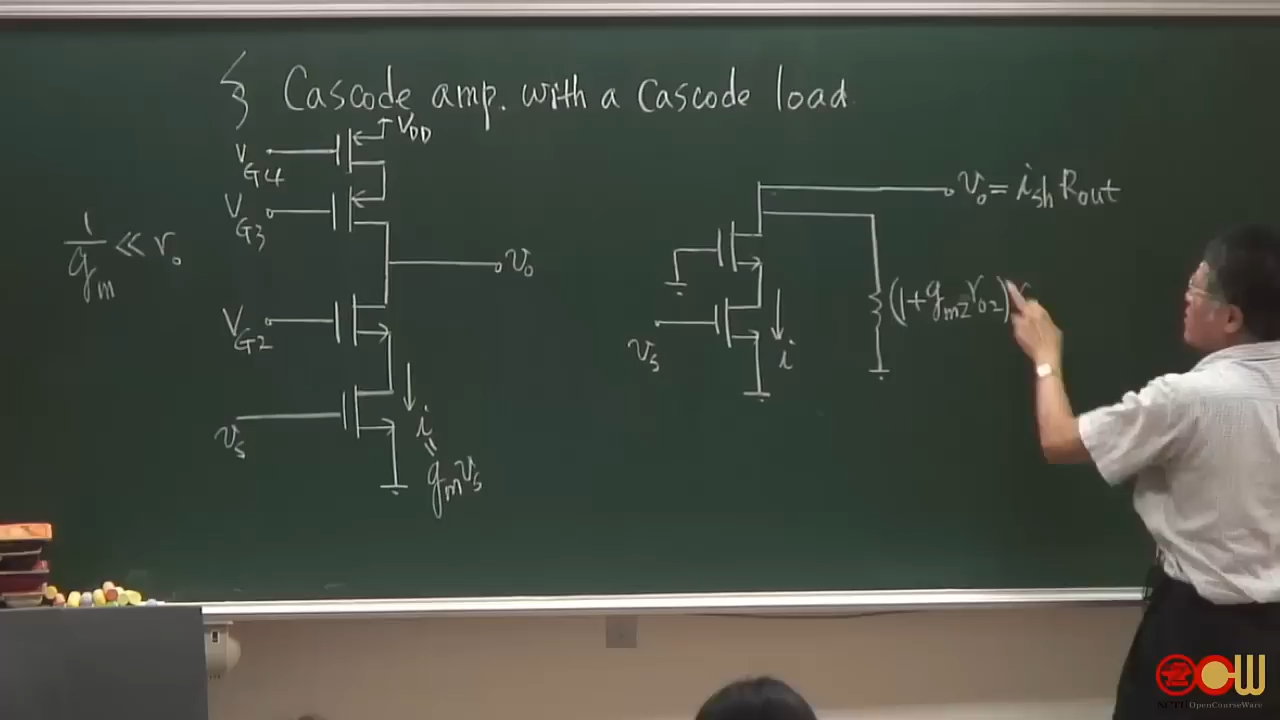 § Cascode amp. with a Cascode load
V_DD
V_G4
V_G3
1/g_m ≪ r_o
v_o
V_G2
v_s
i
=
g_m v_s
v_o = i_sh R_out
(1+g_m2 r_o2) r
v_s
i
OpenCourseWare